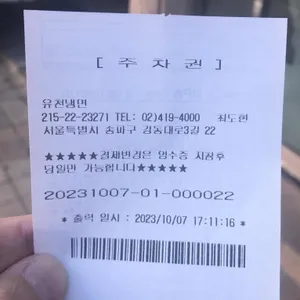 [ 주 차 권 ]
유천냉면
215-22-23271 TEL: 02)419-4000 최도현
서울특별시 송파구 강동대로3길 22
★★★★★결제변경은 영수증 지참후
당일만 가능합니다★★★★★
20231007-01-000022
* 출력 일시 : 2023/10/07 17:11:16 *